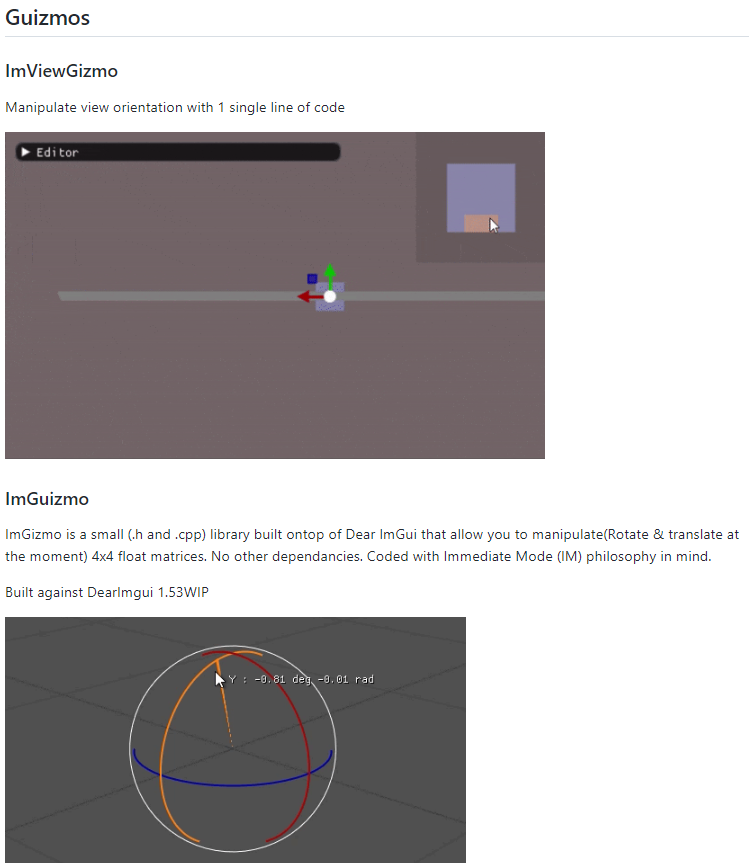 Guizmos
ImViewGizmo
Manipulate view orientation with 1 single line of code
Editor
ImGuizmo
ImGizmo is a small (.h and .cpp) library built ontop of Dear ImGui that allow you to manipulate(Rotate & translate at
the moment) 4x4 float matrices. No other dependancies. Coded with Immediate Mode (IM) philosophy in mind.
Built against DearImgui 1.53WIP
Y : -0.81 deg -0.01 rad